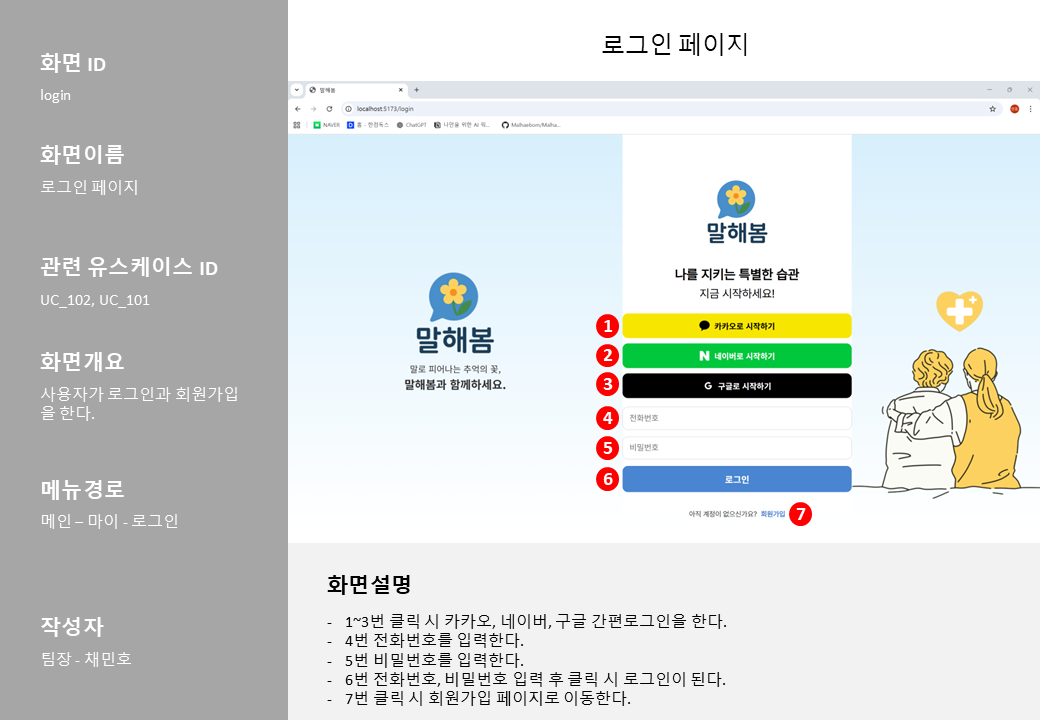 화면 ID
login
화면이름
로그인 페이지
관련 유스케이스 ID
UC_102, UC_101
화면개요
사용자가 로그인과 회원가입
을 한다.
메뉴경로
메인 – 마이 - 로그인
작성자
팀장 - 채민호
로그인 페이지
말해봄
localhost:5173/login
NAVER
홈 - 한컴독스
ChatGPT
나만을 위한 AI 워...
Malhaebom/Malha...
말해봄
말로 피어나는 추억의 꽃,
말해봄과 함께하세요.
말해봄
나를 지키는 특별한 습관
지금 시작하세요!
1 카카오로 시작하기
2 N 네이버로 시작하기
3 G 구글로 시작하기
4 전화번호
5 비밀번호
6 로그인
아직 계정이 없으신가요? 회원가입 7
화면설명
- 1~3번 클릭 시 카카오, 네이버, 구글 간편로그인을 한다.
- 4번 전화번호를 입력한다.
- 5번 비밀번호를 입력한다.
- 6번 전화번호, 비밀번호 입력 후 클릭 시 로그인이 된다.
- 7번 클릭 시 회원가입 페이지로 이동한다.